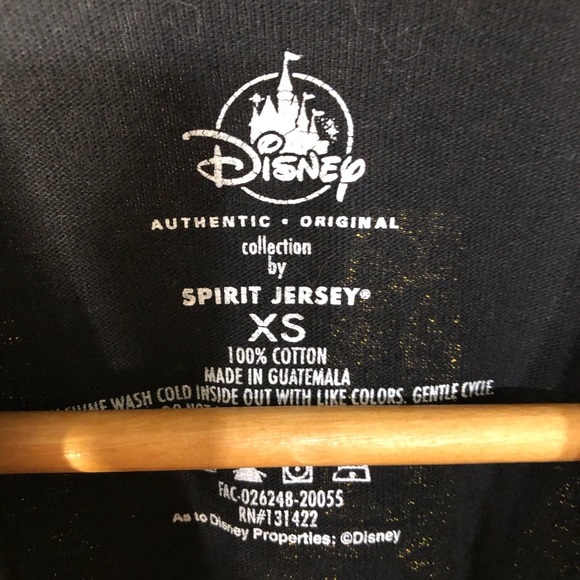 Disney
AUTHENTIC • ORIGINAL
collection
by
SPIRIT JERSEY®
XS
100% COTTON
MADE IN GUATEMALA
WASH COLD INSIDE OUT WITH LIKE COLORS. GENTLE CYCLE.
FAC-026248-20055
RN#131422
As to Disney Properties: ©Disney